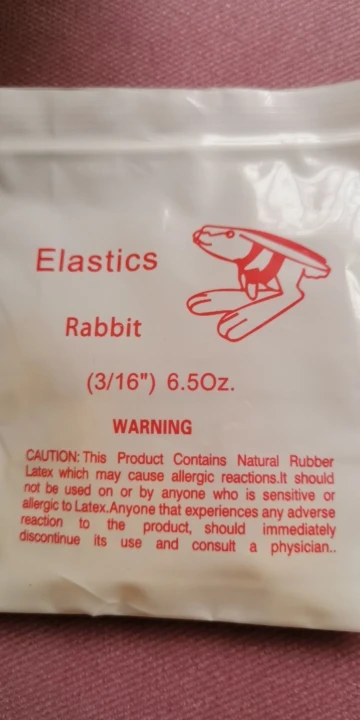 Elastics
Rabbit
(3/16") 6.5Oz.
WARNING
CAUTION: This Product Contains Natural Rubber
Latex which may cause allergic reactions.It should
not be used on or by anyone who is sensitive or
allergic to Latex.Anyone that experiences any adverse
reaction to the product, should immediately
discontinue its use and consult a physician..